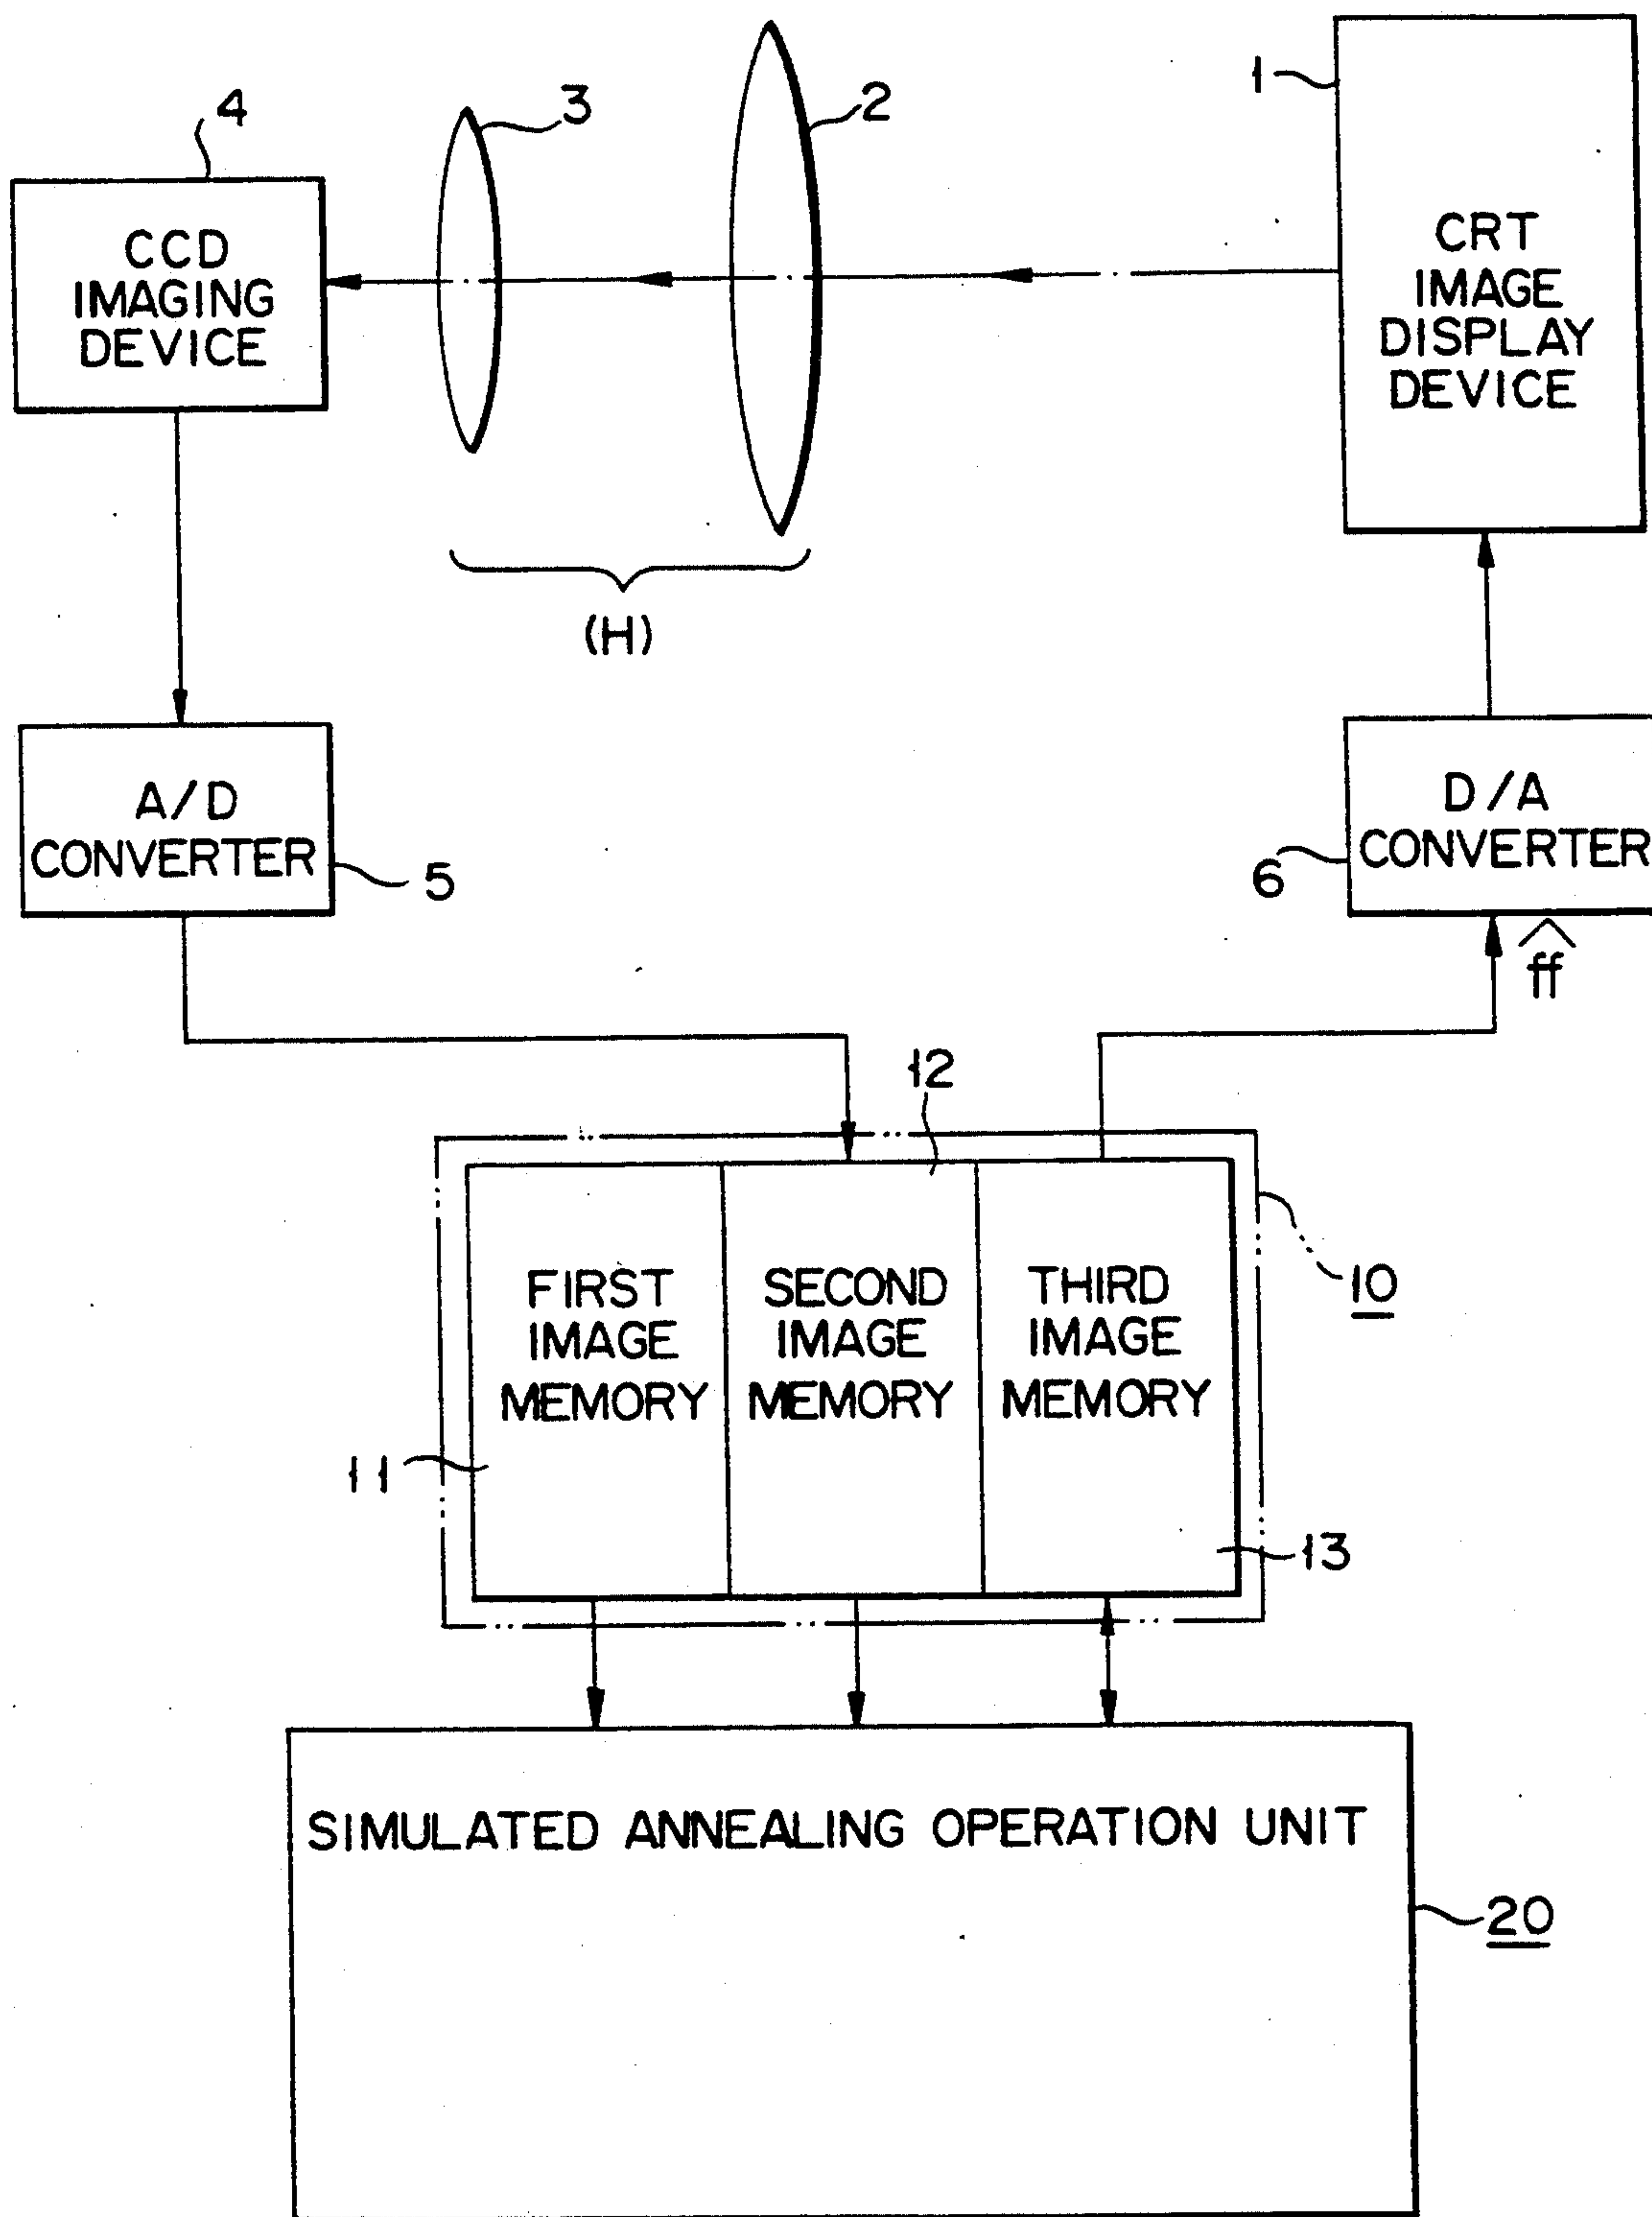 1
2
3
4
CCD
IMAGING
DEVICE
CRT
IMAGE
DISPLAY
DEVICE
(H)
A/D
CONVERTER
5
D/A
CONVERTER
6
f̂f
12
10
FIRST
IMAGE
MEMORY
SECOND
IMAGE
MEMORY
THIRD
IMAGE
MEMORY
11
13
SIMULATED ANNEALING OPERATION UNIT
20